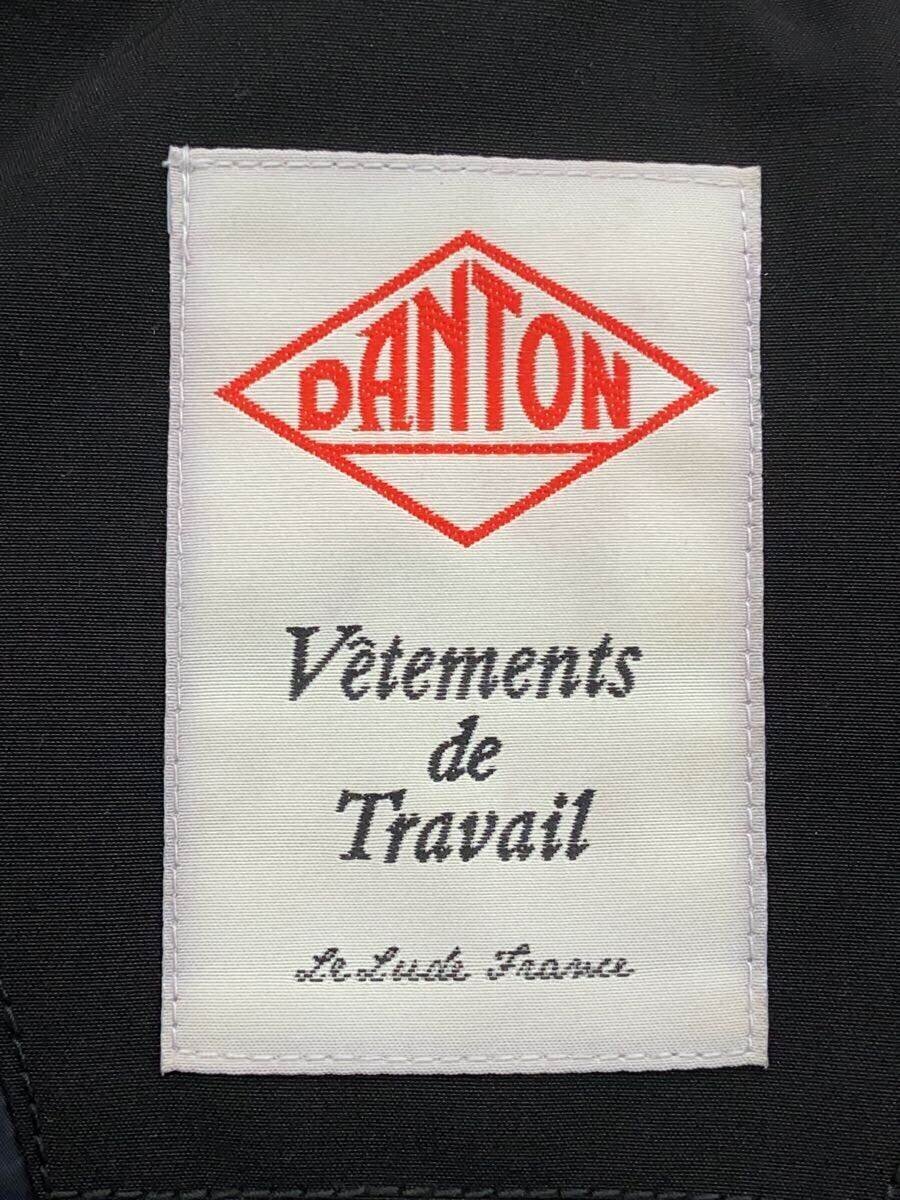 DANTON
Vêtements
de
Travail
Le Lude France